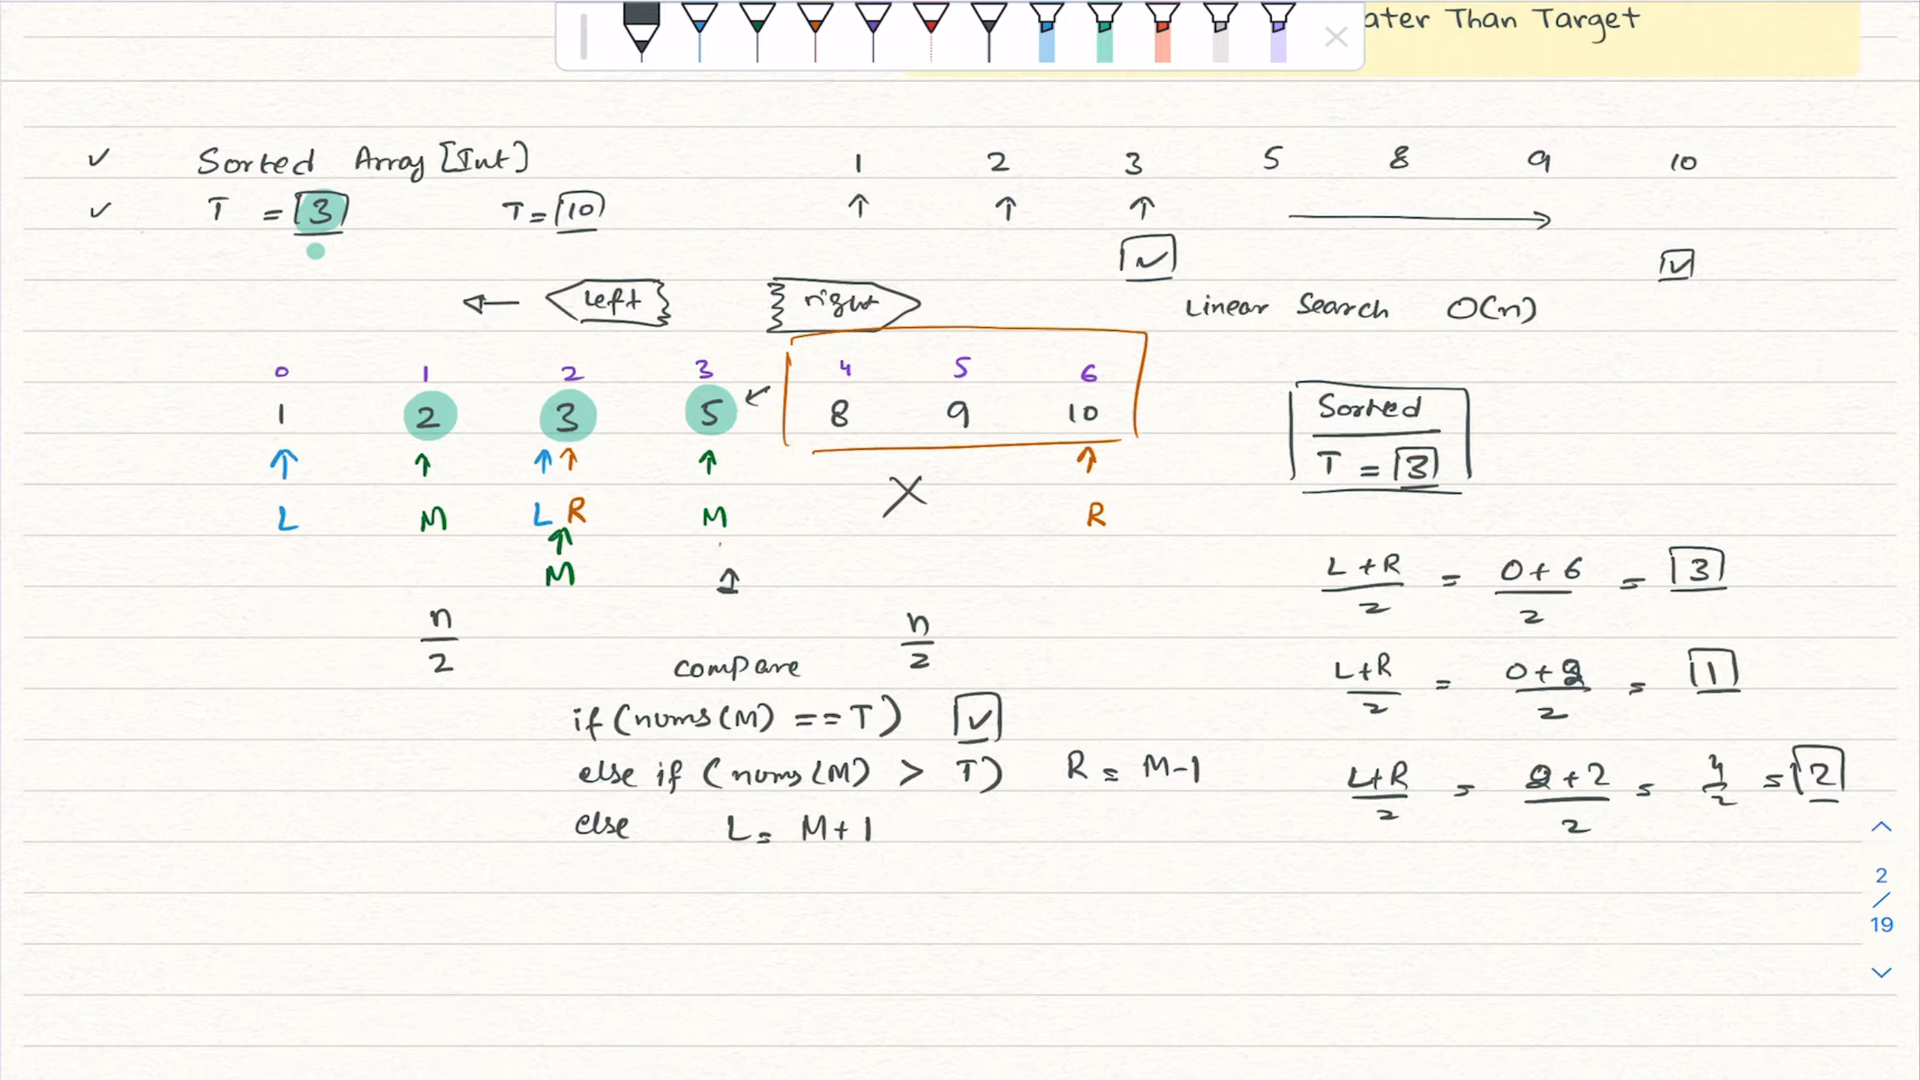 ater Than Target
✓ Sorted Array [Int] 1 2 3 5 8 9 10
✓ T = 3 T = 10 ↑ ↑ ↑ →
✓ ✓
← left right Linear Search O(n)
0 1 2 3 4 5 6
1 2 3 5 ↙ 8 9 10
Sorted
T = 3
↑ ↑ ↑ ↑ ↑ ↑
L M L R M X R
↑
M ↑
L+R/2 = 0+6/2 = 3
n/2 n/2
compare
L+R/2 = 0+2/2 = 1
if (nums(M) == T) ✓
else if (nums(M) > T) R = M-1
L+R/2 = 2+2/2 = 4/2 = 2
else L = M+1
2
/
19